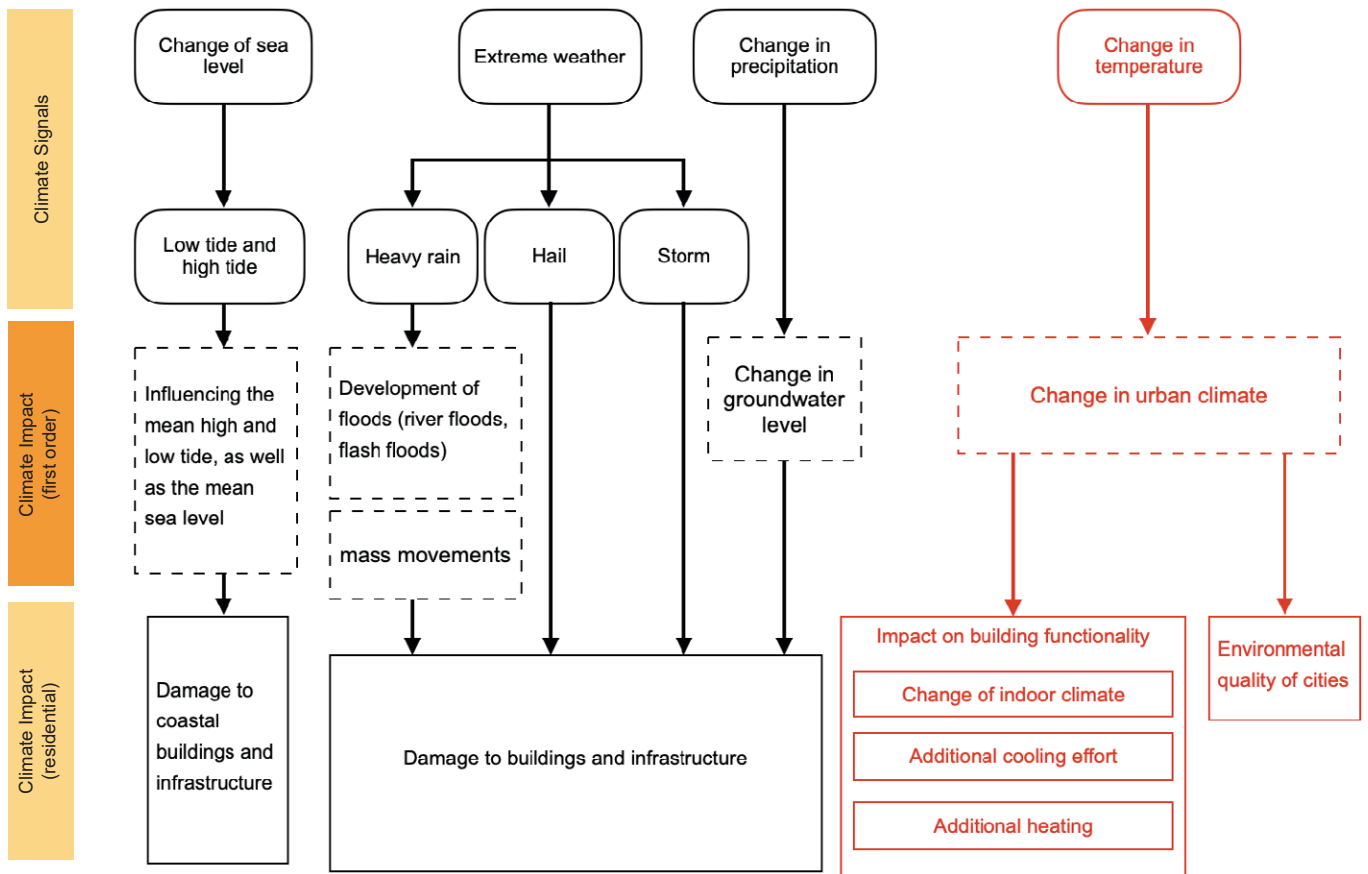 Climate Signals
Change of sea
level
Extreme weather
Change in
precipitation
Change in
temperature
Low tide and
high tide
Heavy rain
Hail
Storm
Climate Impact
(first order)
Influencing the
mean high and
low tide, as well
as the mean
sea level
Development of
floods (river floods,
flash floods)
mass movements
Change in
groundwater
level
Change in urban climate
Climate Impact
(residential)
Damage to
coastal
buildings and
infrastructure
Damage to buildings and infrastructure
Impact on building functionality
Change of indoor climate
Additional cooling effort
Additional heating
Environmental
quality of cities